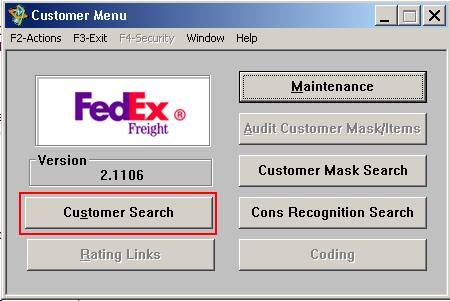 Customer Menu
F2-Actions F3-Exit F4-Security Window Help
FedEx ®
Freight
Version
2.1106
Customer Search
Rating Links
Maintenance
Audit Customer Mask/Items
Customer Mask Search
Cons Recognition Search
Coding